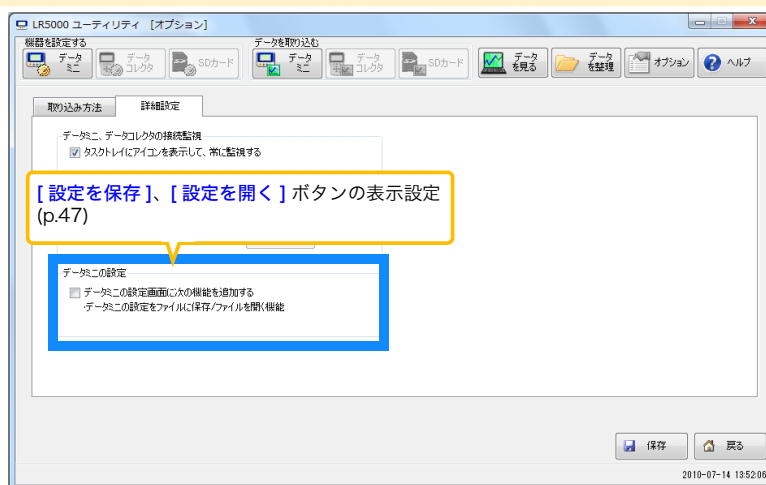 LR5000 ユーティリティ [オプション]
機器を設定する
データを取り込む
データ
ミニ
データ
コレクタ
SDカード
データ
ミニ
データ
コレクタ
SDカード
データ
を見る
データ
を整理
オプション
ヘルプ
取り込み方法
詳細設定
データミニ、データコレクタの接続監視
タスクトレイにアイコンを表示して、常に監視する
[ 設定を保存 ]、[ 設定を開く ] ボタンの表示設定
(p.47)
データミニの設定
データミニの設定画面に次の機能を追加する
・データミニの設定をファイルに保存/ファイルを開く機能
保存
戻る
2010-07-14 13:52:06